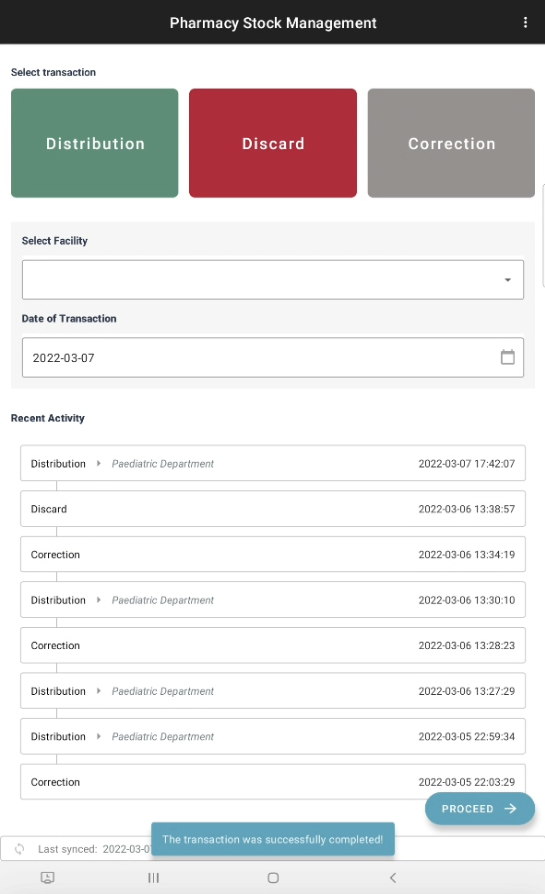 Pharmacy Stock Management
Select transaction
Distribution
Discard
Correction
Select Facility
Date of Transaction
2022-03-07
Recent Activity
Distribution Paediatric Department 2022-03-07 17:42:07
Discard 2022-03-06 13:38:57
Correction 2022-03-06 13:34:19
Distribution Paediatric Department 2022-03-06 13:30:10
Correction 2022-03-06 13:28:23
Distribution Paediatric Department 2022-03-06 13:27:29
Distribution Paediatric Department 2022-03-05 22:59:34
Correction 2022-03-05 22:03:29
PROCEED
The transaction was successfully completed!
Last synced: